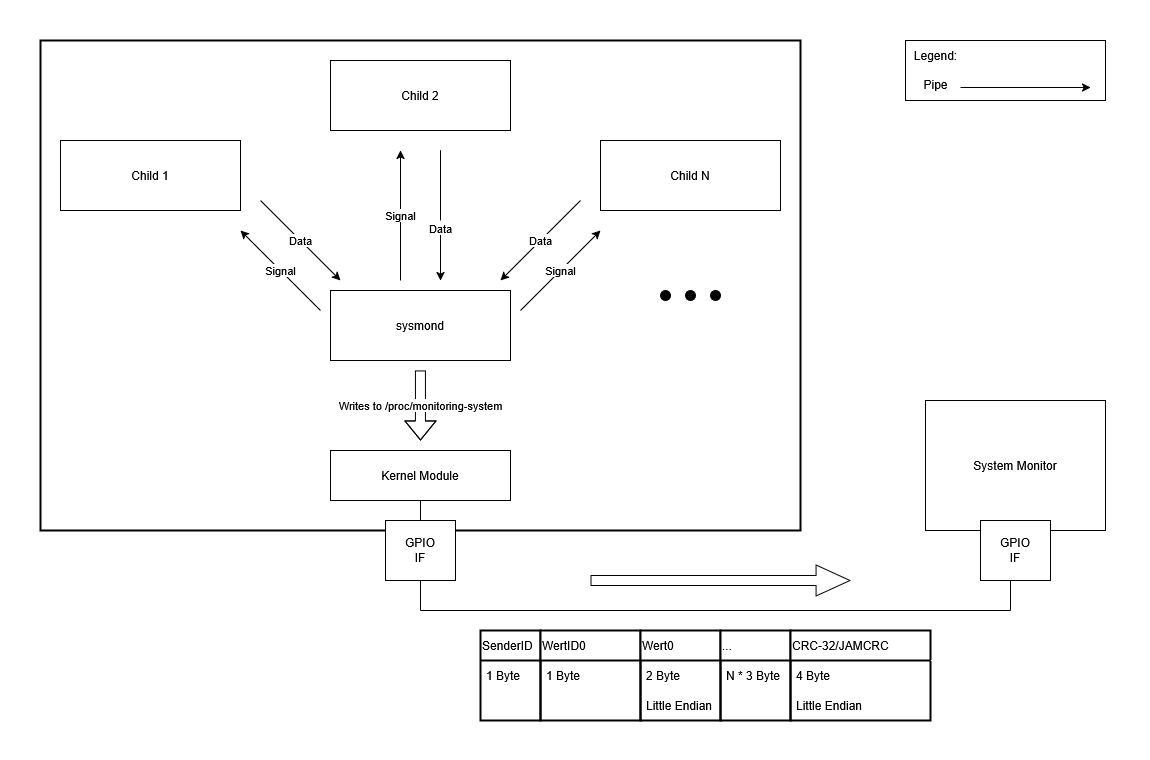 Legend:
Pipe
Child 2
Child 1
Child N
Signal
Data
Data
Signal
Data
Signal
sysmond
Writes to /proc/monitoring-system
Kernel Module
System Monitor
GPIO
IF
GPIO
IF
SenderID WertID0 Wert0 ... CRC-32/JAMCRC
1 Byte 1 Byte 2 Byte N * 3 Byte 4 Byte
Little Endian Little Endian